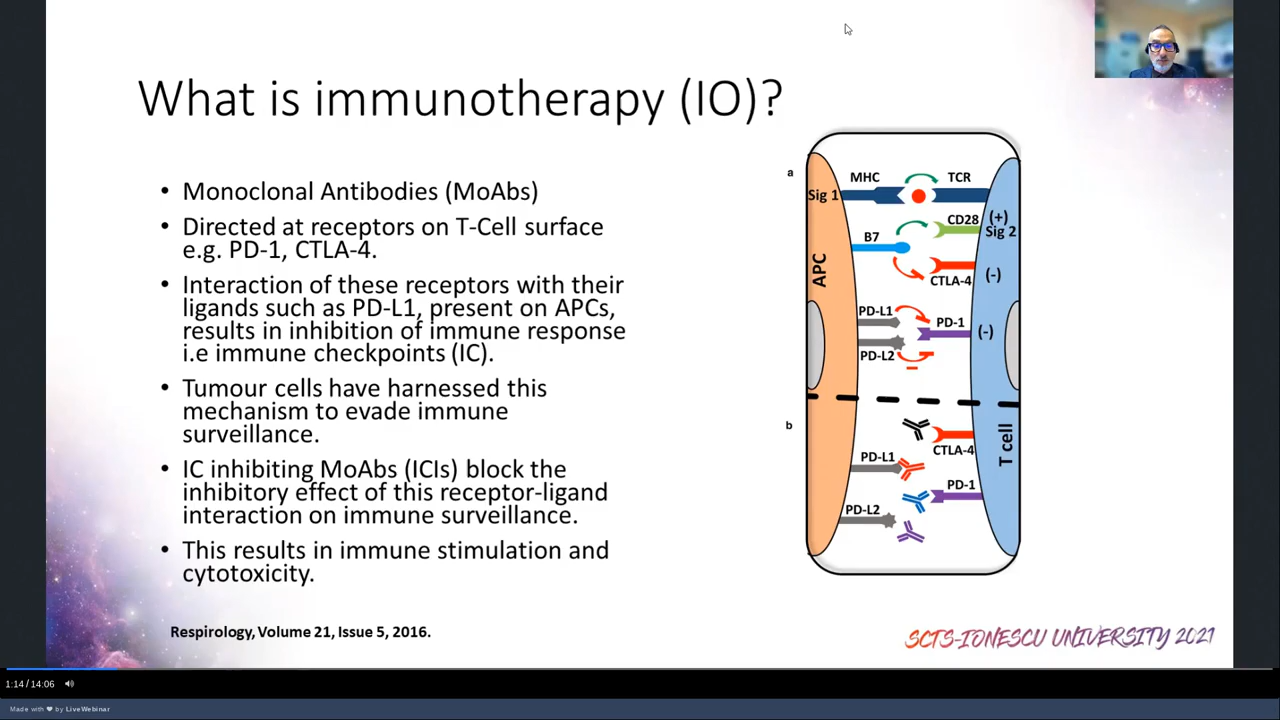 What is immunotherapy (IO)?
• Monoclonal Antibodies (MoAbs)
• Directed at receptors on T-Cell surface
e.g. PD-1, CTLA-4.
• Interaction of these receptors with their
ligands such as PD-L1, present on APCs,
results in inhibition of immune response
i.e immune checkpoints (IC).
• Tumour cells have harnessed this
mechanism to evade immune
surveillance.
• IC inhibiting MoAbs (ICIs) block the
inhibitory effect of this receptor-ligand
interaction on immune surveillance.
• This results in immune stimulation and
cytotoxicity.
Respirology, Volume 21, Issue 5, 2016.
a
MHC
TCR
Sig 1
CD28
(+)
Sig 2
B7
APC
CTLA-4
(-)
PD-L1
PD-1
(-)
PD-L2
b
T cell
CTLA-4
PD-L1
PD-1
PD-L2
SCTS-IONESCU UNIVERSITY 2021
1:14 / 14:06
Made with ❤ by LiveWebinar